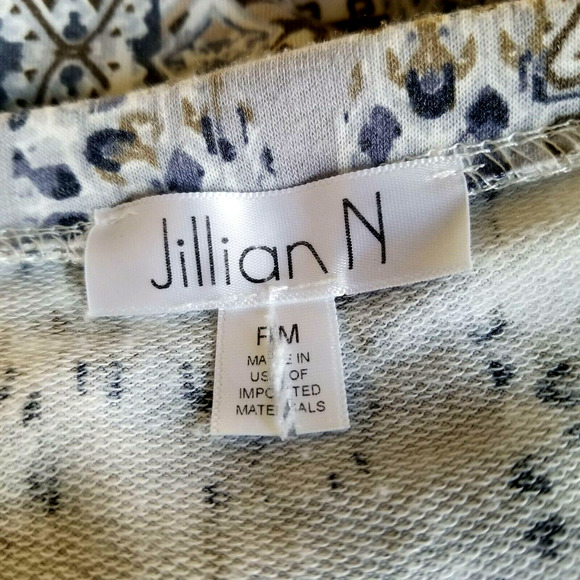 Jillian N
P/M
MADE IN
USA OF
IMPORTED
MATERIALS